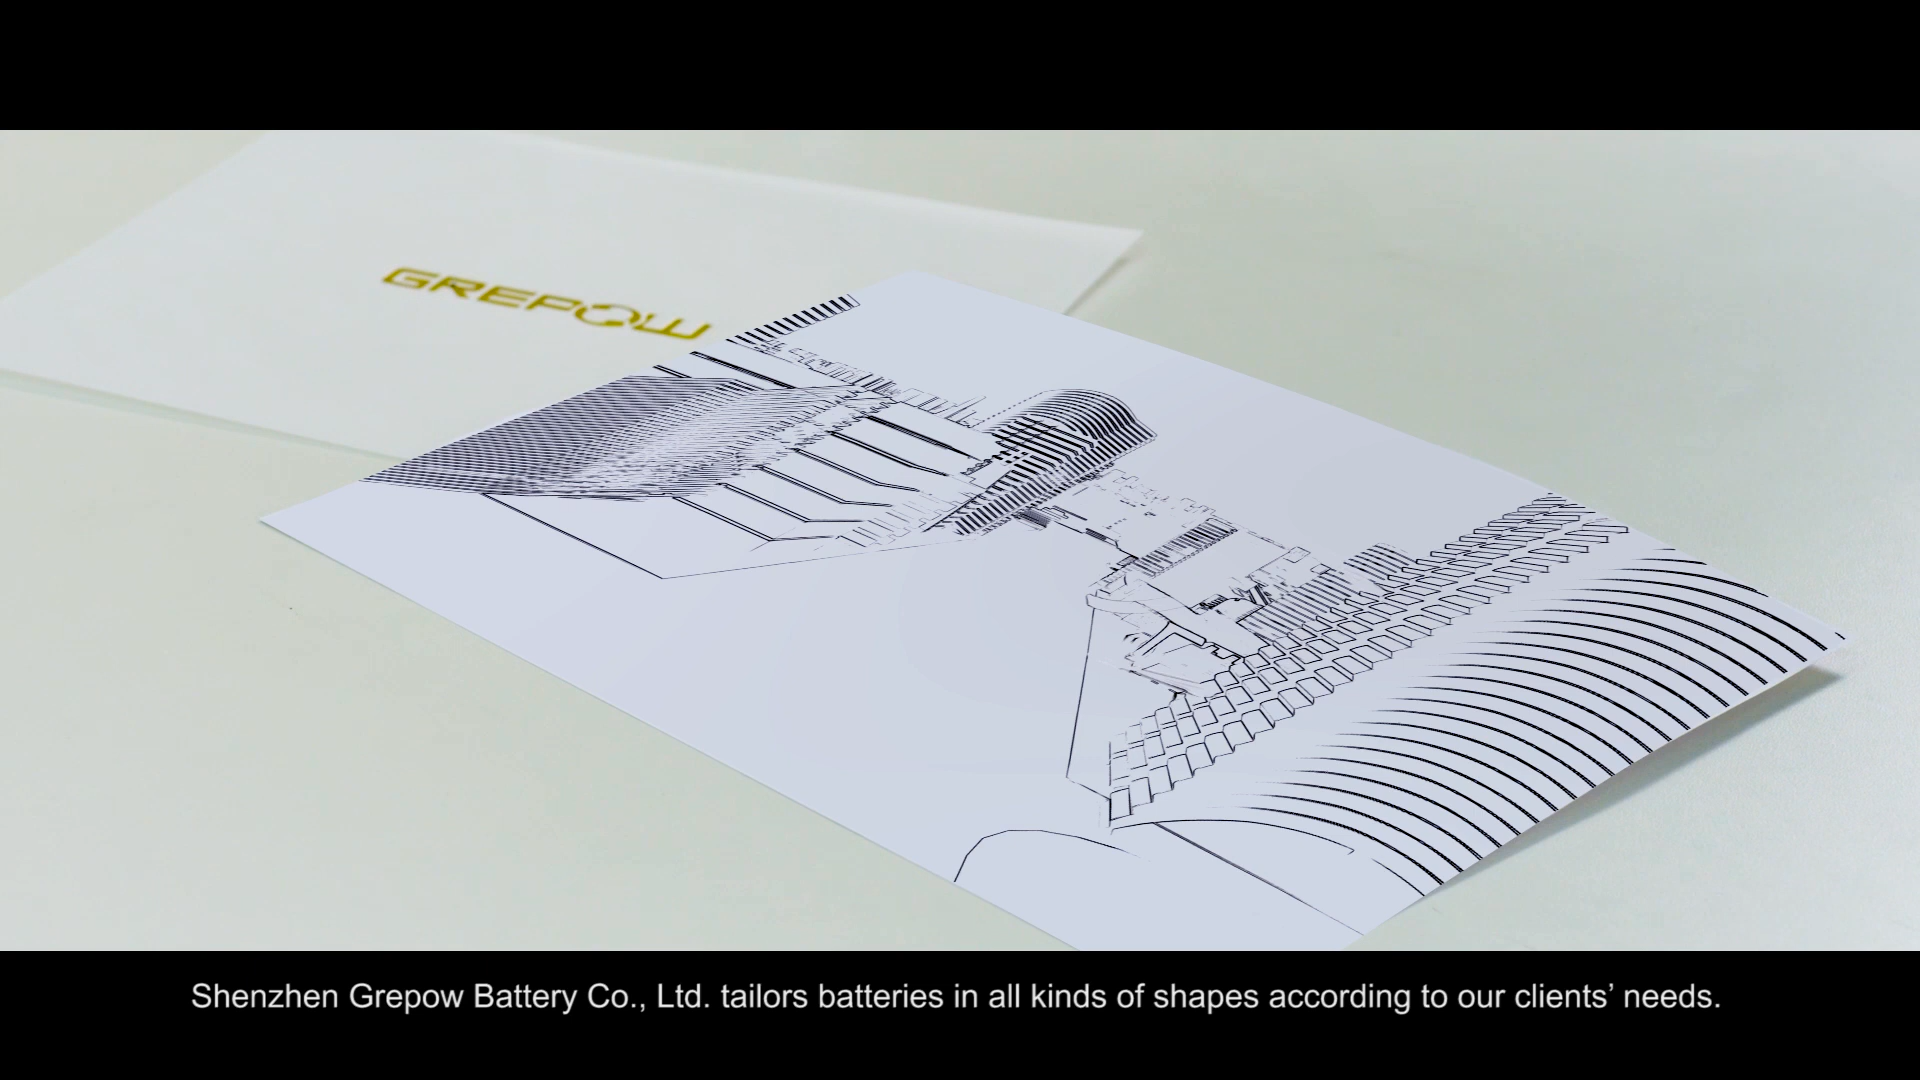 GREPOW
Shenzhen Grepow Battery Co., Ltd. tailors batteries in all kinds of shapes according to our clients’ needs.